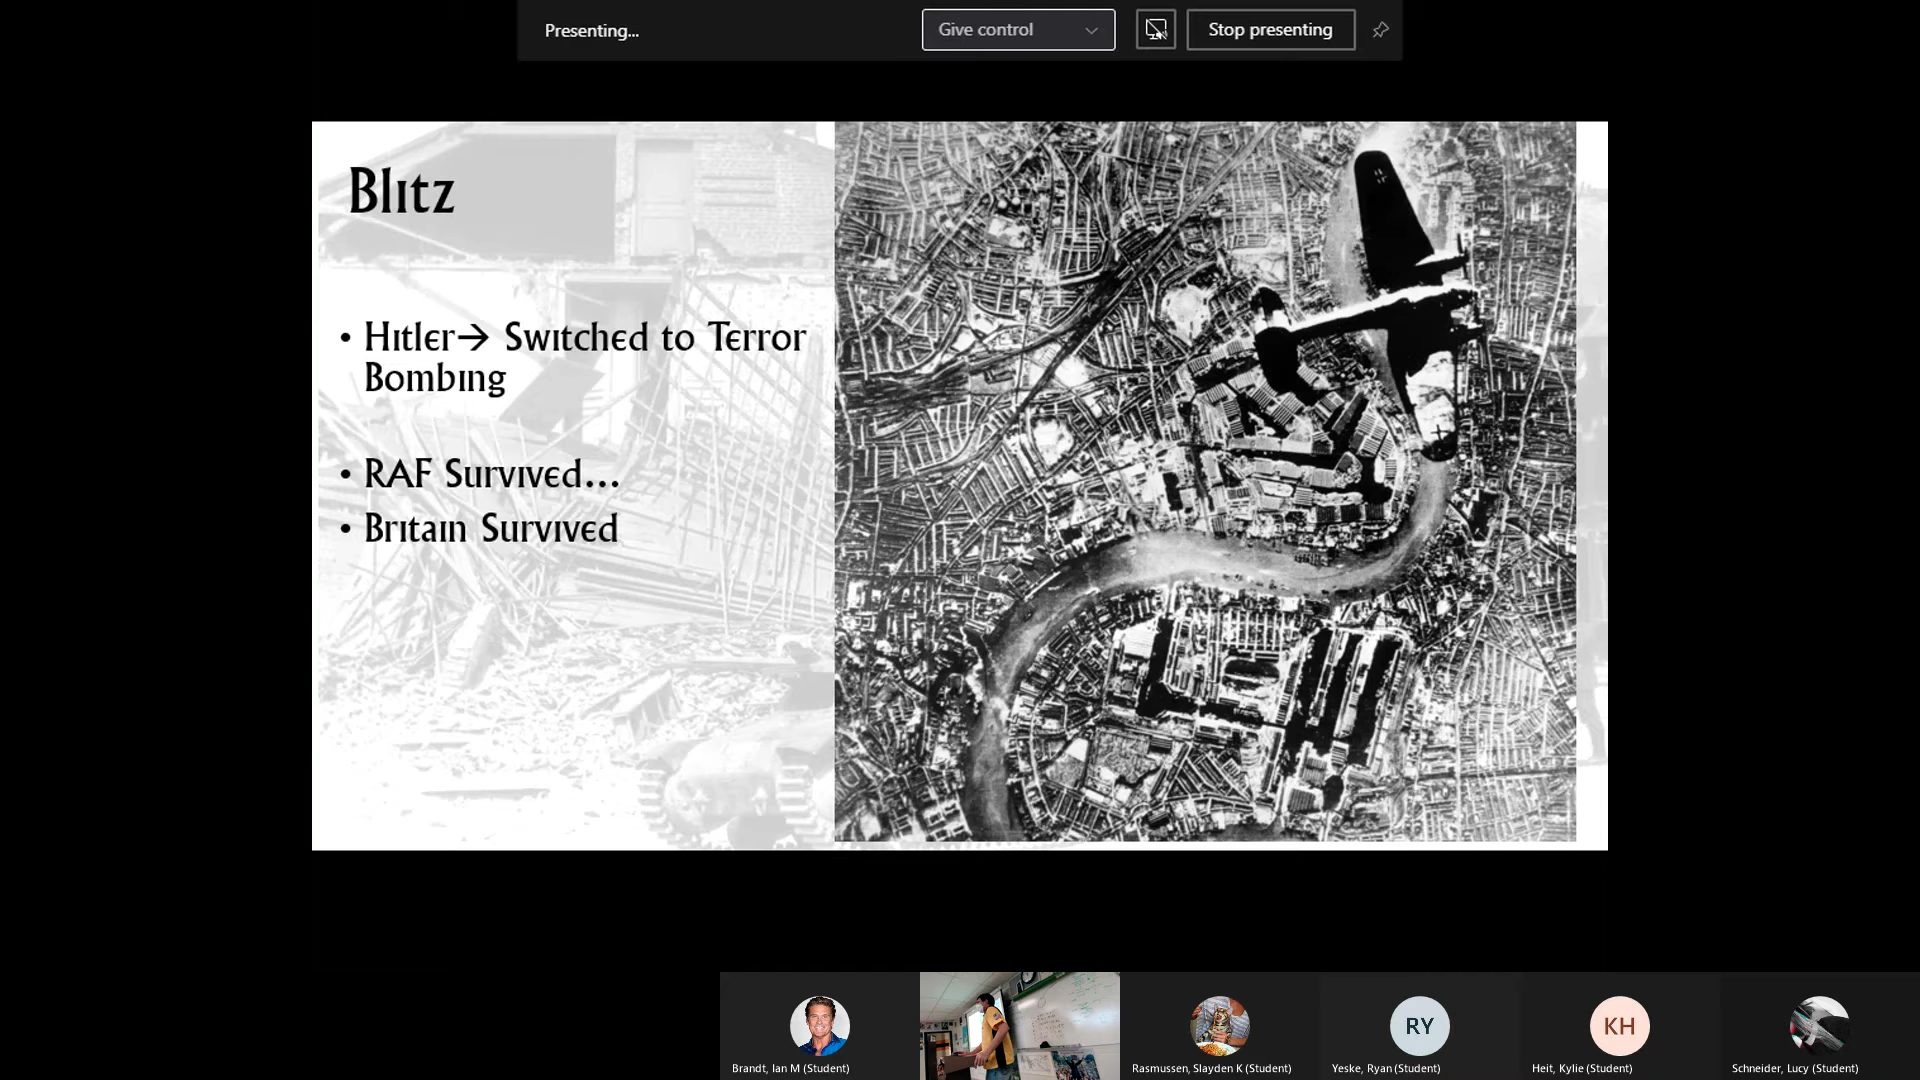 Presenting...
Give control
Stop presenting
Blitz
• Hitler→ Switched to Terror
Bombing
• RAF Survived...
• Britain Survived
RY
KH
Brandt, Ian M (Student)
Rasmussen, Slayden K (Student)
Yeske, Ryan (Student)
Heit, Kylie (Student)
Schneider, Lucy (Student)